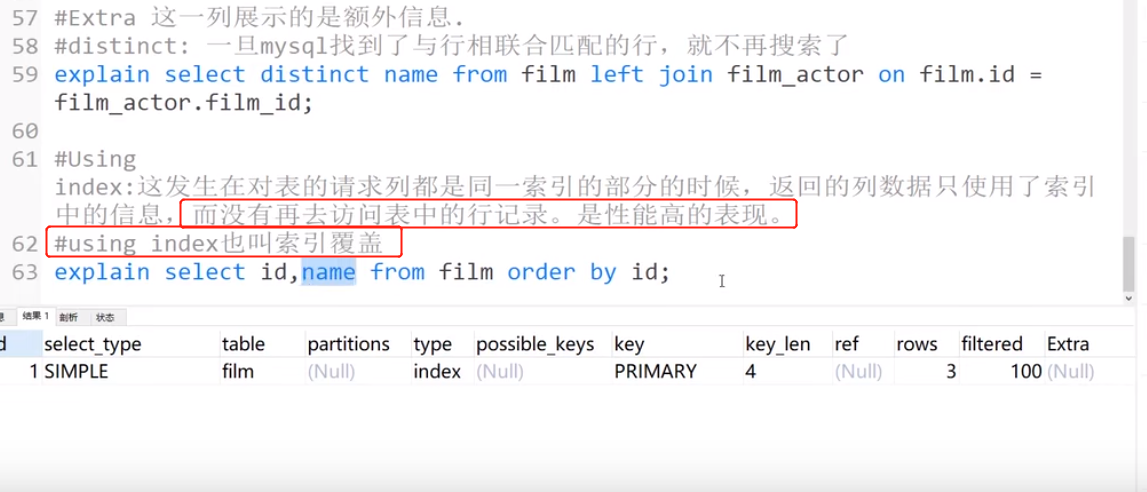 57 #Extra 这一列展示的是额外信息.
58 #distinct: 一旦mysql找到了与行相联合匹配的行，就不再搜索了
59 explain select distinct name from film left join film_actor on film.id =
film_actor.film_id;
60
61 #Using
index:这发生在对表的请求列都是同一索引的部分的时候，返回的列数据只使用了索引
中的信息，而没有再去访问表中的行记录。是性能高的表现。
62 #using index也叫索引覆盖
63 explain select id,name from film order by id;
息 结果 1 剖析 状态
d select_type table partitions type possible_keys key key_len ref rows filtered Extra
1 SIMPLE film (Null) index (Null) PRIMARY 4 (Null) 3 100 (Null)